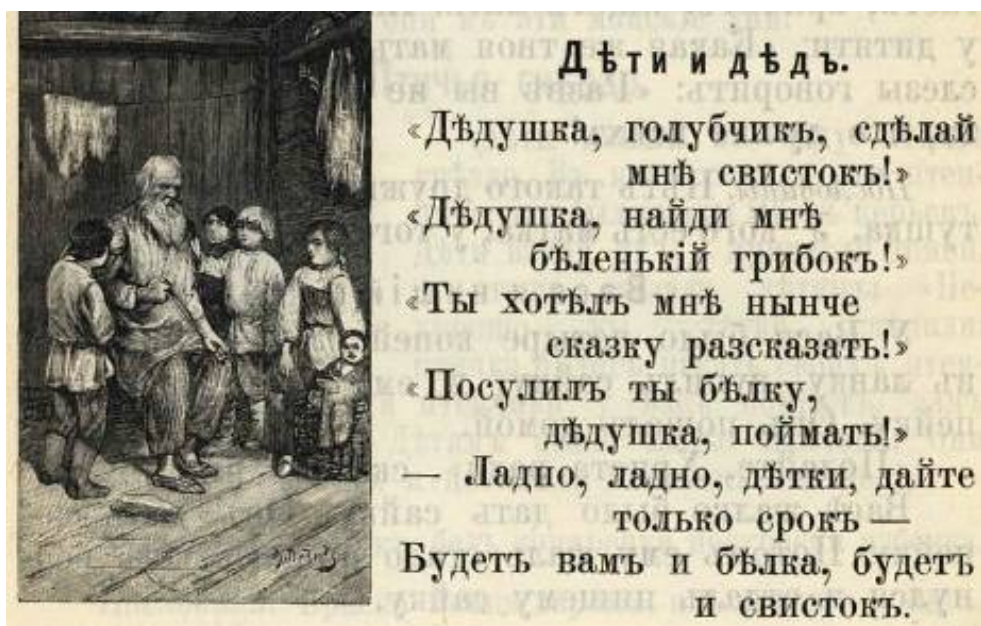 Дѣти и дѣдъ.
«Дѣдушка, голубчикъ, сдѣлай
мнѣ свистокъ!»
«Дѣдушка, найди мнѣ
бѣленькій грибокъ!»
«Ты хотѣлъ мнѣ нынче
сказку разсказать!»
«Посулилъ ты бѣлку,
дѣдушка, поймать!»
— Ладно, ладно, дѣтки, дайте
только срокъ —
Будетъ вамъ и бѣлка, будетъ
и свистокъ.